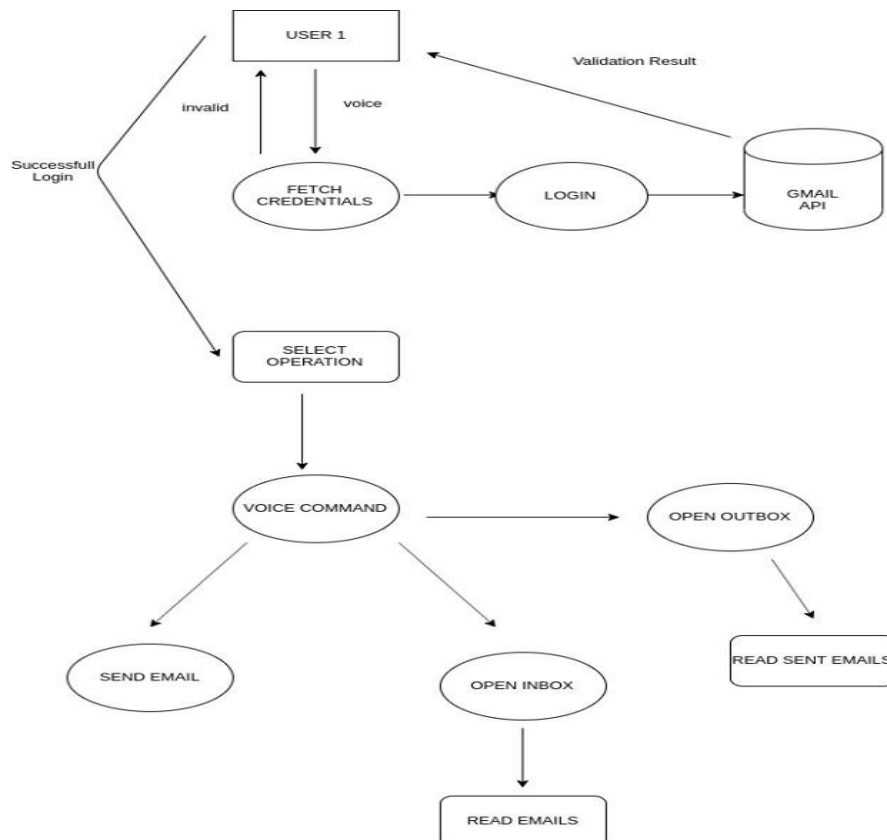 USER 1
Validation Result
invalid
voice
Successfull
Login
FETCH
CREDENTIALS
LOGIN
GMAIL
API
SELECT
OPERATION
VOICE COMMAND
OPEN OUTBOX
SEND EMAIL
OPEN INBOX
READ SENT EMAILS
READ EMAILS